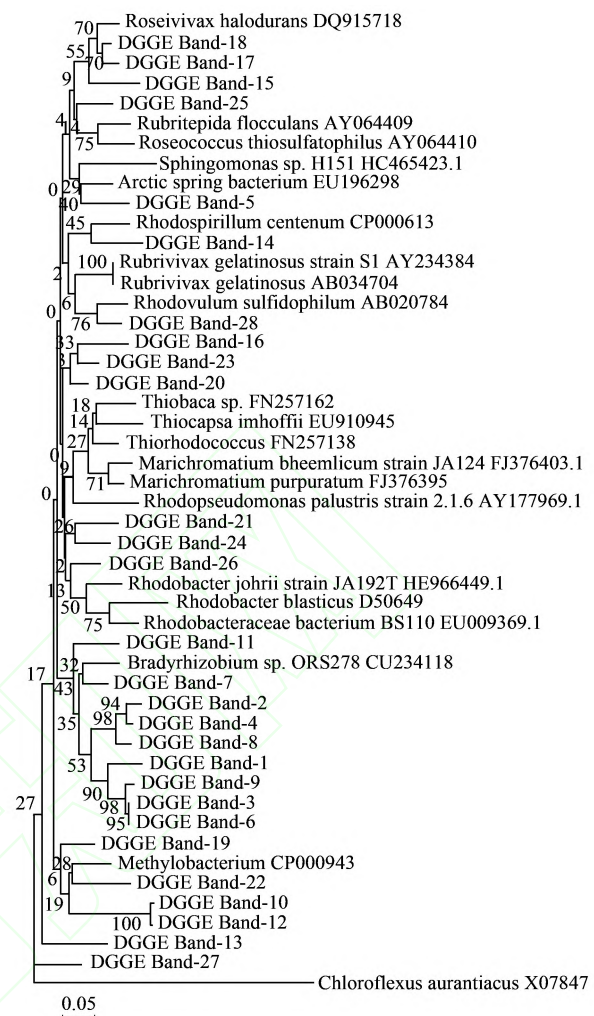 70 Roseivivax halodurans DQ915718
55 DGGE Band-18
70 DGGE Band-17
9 DGGE Band-15
DGGE Band-25
4 4 Rubritepida flocculans AY064409
75 Roseococcus thiosulfatophilus AY064410
Sphingomonas sp. H151 HC465423.1
0 29 Arctic spring bacterium EU196298
40 DGGE Band-5
45 Rhodospirillum centenum CP000613
DGGE Band-14
2 100 Rubrivivax gelatinosus strain S1 AY234384
Rubrivivax gelatinosus AB034704
0 6 Rhodovulum sulfidophilum AB020784
76 DGGE Band-28
33 DGGE Band-16
3 DGGE Band-23
DGGE Band-20
18 Thiobaca sp. FN257162
14 Thiocapsa imhoffii EU910945
27 Thiorhodococcus FN257138
0 9 Marichromatium bheemlicum strain JA124 FJ376403.1
71 Marichromatium purpuratum FJ376395
0 Rhodopseudomonas palustris strain 2.1.6 AY177969.1
26 DGGE Band-21
DGGE Band-24
2 DGGE Band-26
13 Rhodobacter johrii strain JA192T HE966449.1
50 Rhodobacter blasticus D50649
75 Rhodobacteraceae bacterium BS110 EU009369.1
DGGE Band-11
17 32 Bradyrhizobium sp. ORS278 CU234118
43 DGGE Band-7
94 DGGE Band-2
35 98 DGGE Band-4
DGGE Band-8
53 DGGE Band-1
90 DGGE Band-9
27 98 DGGE Band-3
95 DGGE Band-6
DGGE Band-19
28 Methylobacterium CP000943
6 DGGE Band-22
19 DGGE Band-10
100 DGGE Band-12
DGGE Band-13
DGGE Band-27
Chloroflexus aurantiacus X07847
0.05